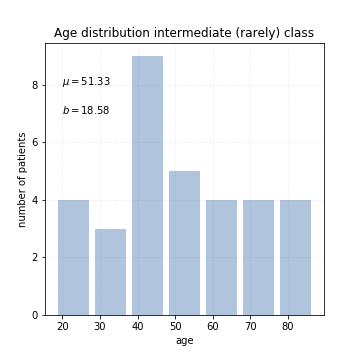 Age distribution intermediate (rarely) class
number of patients
8
6
4
2
0
μ = 51.33
b = 18.58
20 30 40 50 60 70 80
age